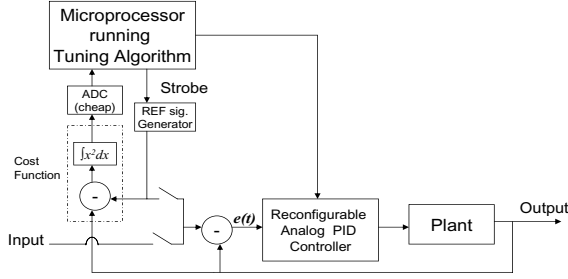 Microprocessor
running
Tuning Algorithm
Strobe
ADC
(cheap)
REF sig.
Generator
∫x²dx
Cost
Function
-
Input
-
e(t)
Reconfigurable
Analog PID
Controller
Plant
Output